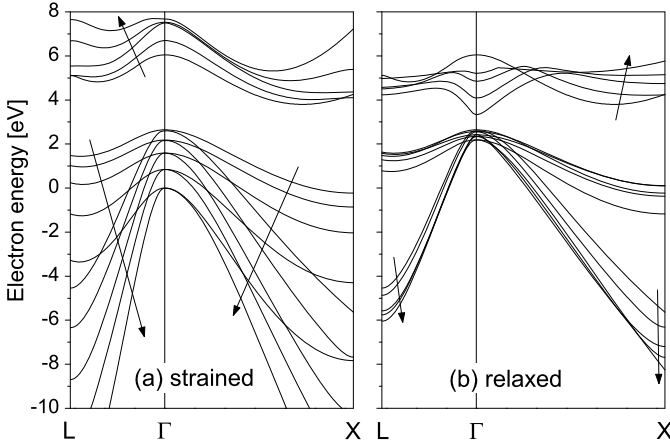 Electron energy [eV]
8
6
4
2
0
-2
-4
-6
-8
-10
(a) strained
(b) relaxed
L Γ X L Γ X